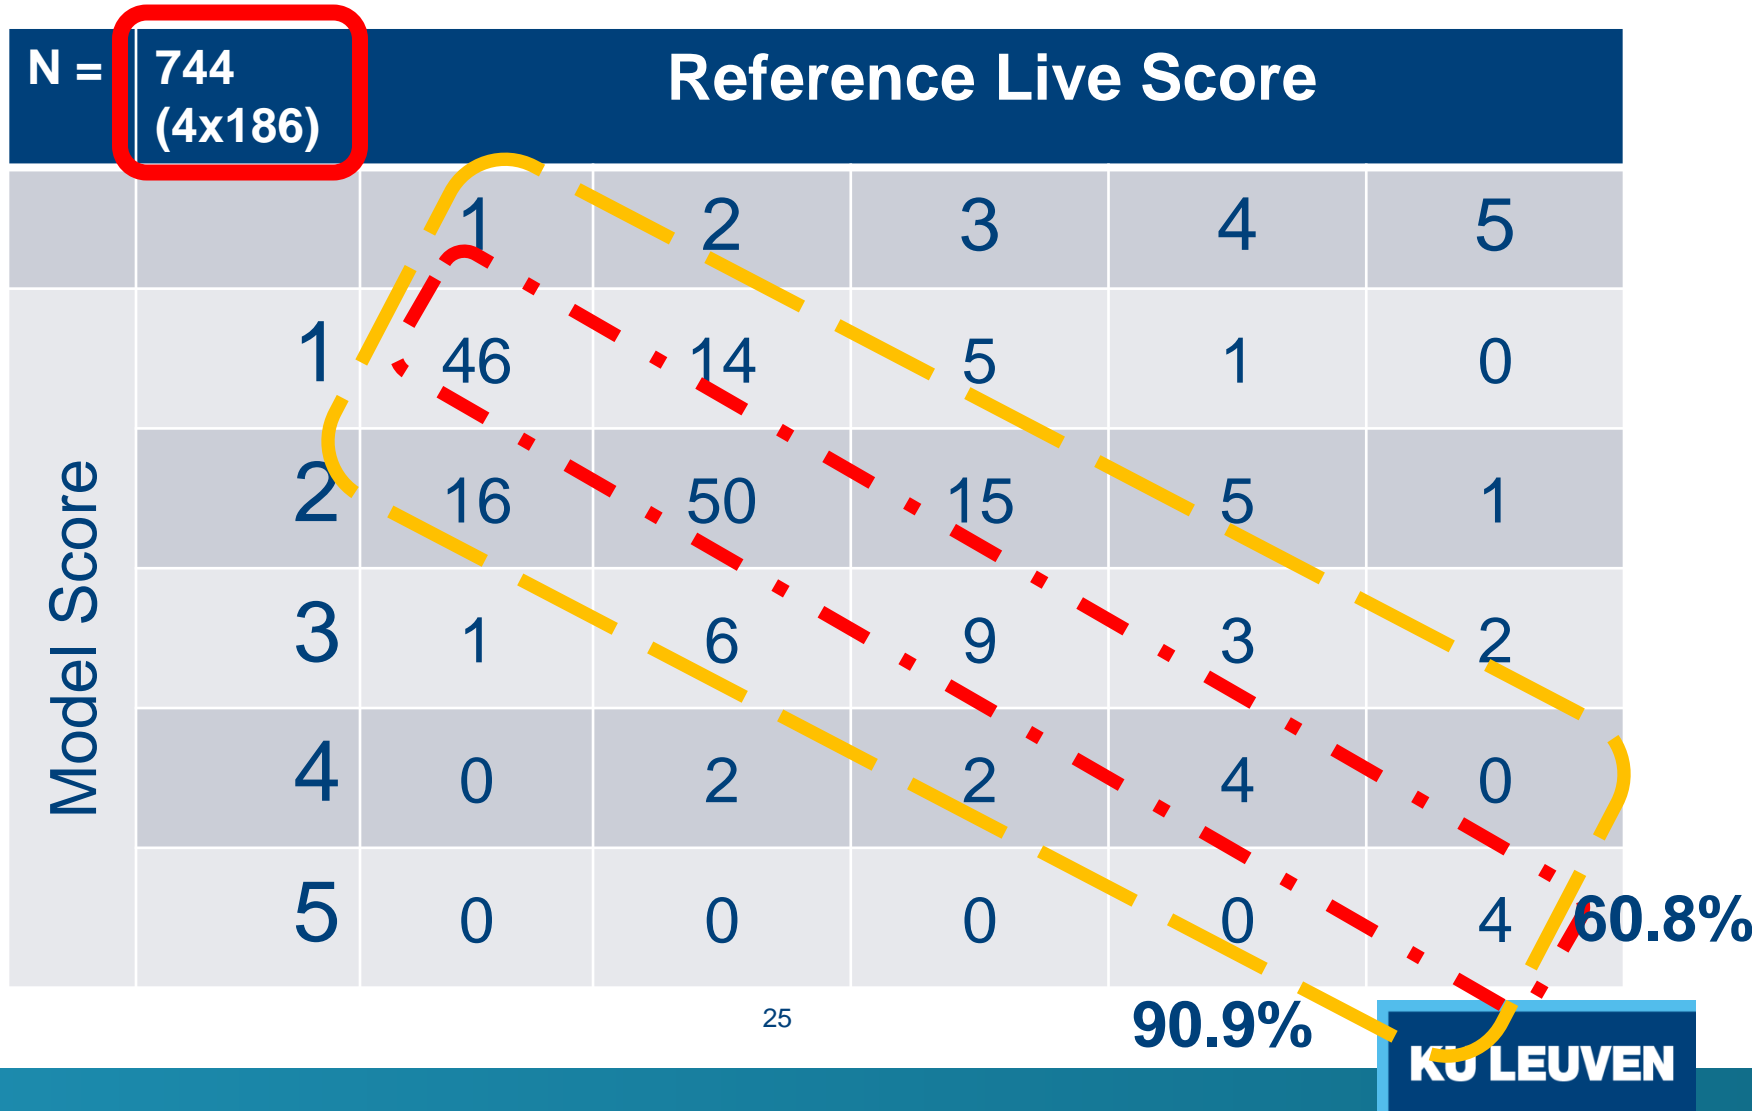 N = 744 Reference Live Score
(4x186)
1 2 3 4 5
Model Score
1 46 14 5 1 0
2 16 50 15 5 1
3 1 6 9 3 2
4 0 2 2 4 0
5 0 0 0 0 4
60.8%
90.9%
25
KU LEUVEN